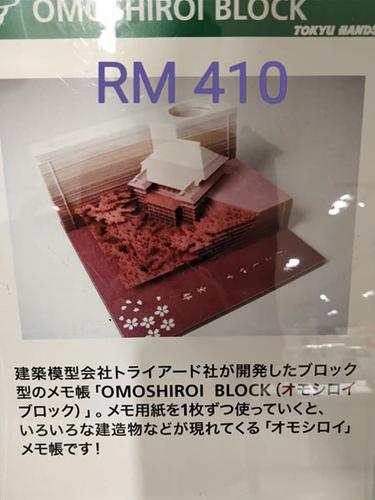 OMOSHIROI BLOCK
TOKYU HANDS
RM 410
建築模型会社トライアード社が開発したブロック
型のメモ帳「OMOSHIROI BLOCK（オモシロイ
ブロック）」。メモ用紙を1枚ずつ使っていくと、
いろいろな建造物などが現れてくる「オモシロイ」
メモ帳です！